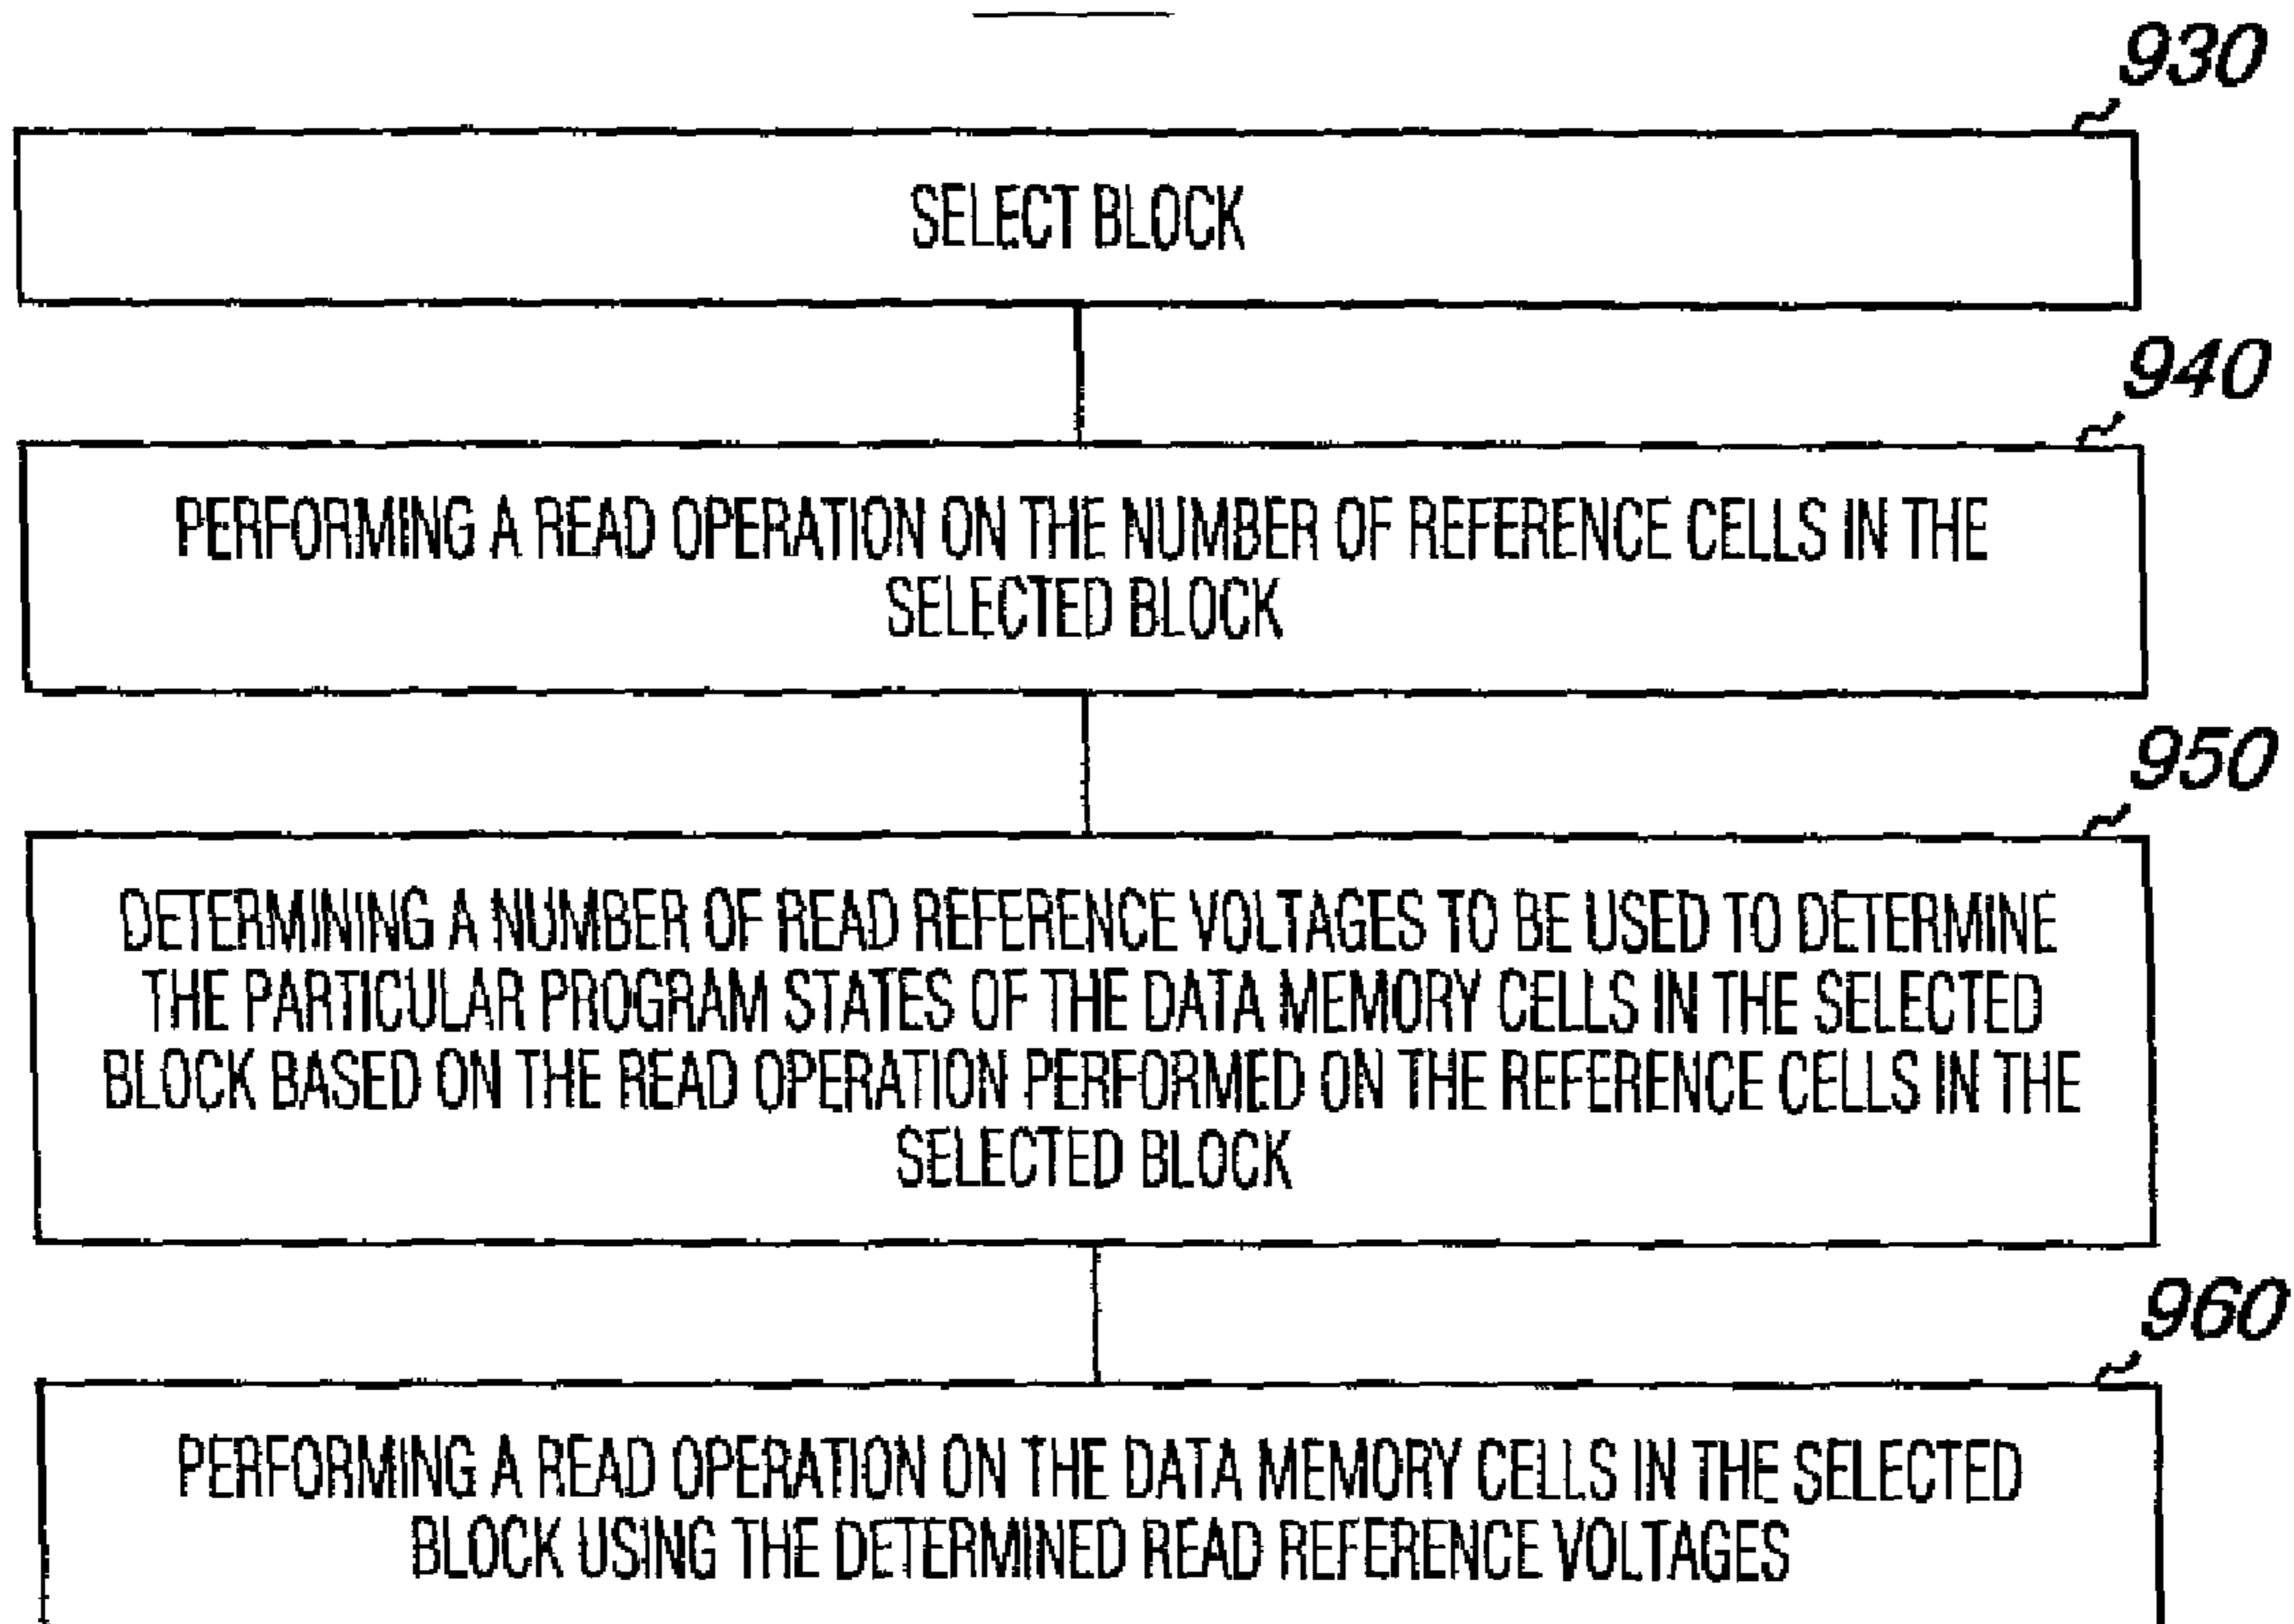 930
SELECT BLOCK
940
PERFORMING A READ OPERATION ON THE NUMBER OF REFERENCE CELLS IN THE
SELECTED BLOCK
950
DETERMINING A NUMBER OF READ REFERENCE VOLTAGES TO BE USED TO DETERMINE
THE PARTICULAR PROGRAM STATES OF THE DATA MEMORY CELLS IN THE SELECTED
BLOCK BASED ON THE READ OPERATION PERFORMED ON THE REFERENCE CELLS IN THE
SELECTED BLOCK
960
PERFORMING A READ OPERATION ON THE DATA MEMORY CELLS IN THE SELECTED
BLOCK USING THE DETERMINED READ REFERENCE VOLTAGES